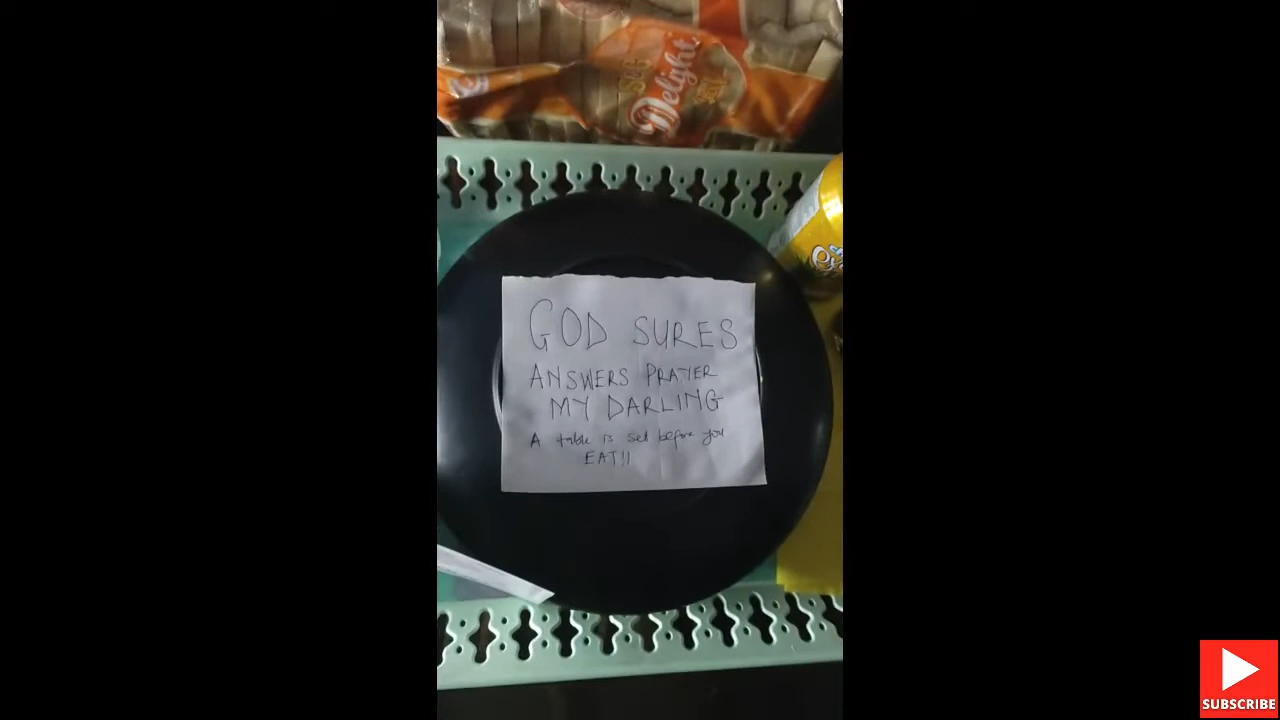 Delight
GOD SURES
ANSWERS PRAYER
MY DARLING
A table is set before you
EAT!!
SUBSCRIBE